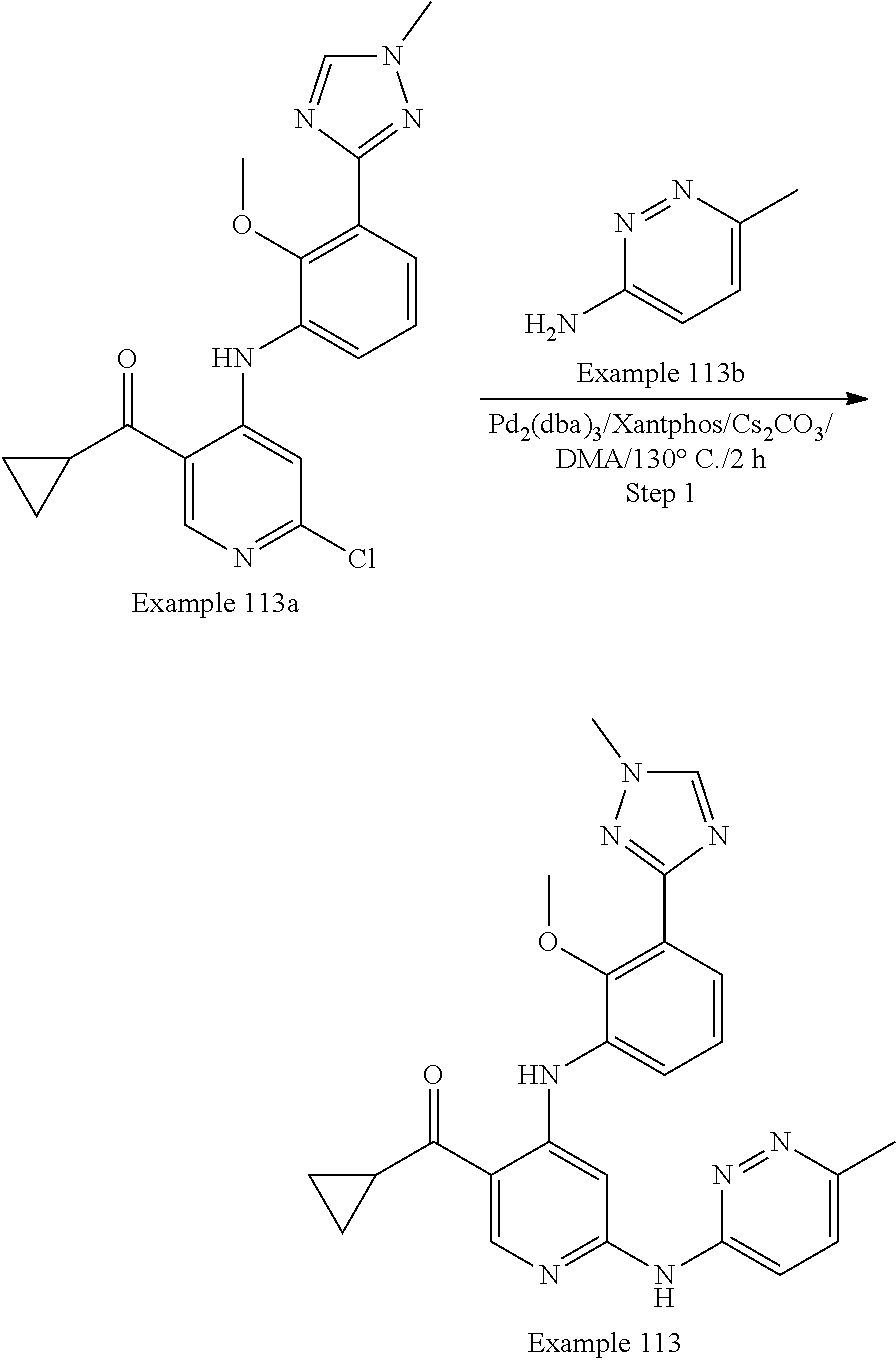 N
N
N
O
HN
O
N
Cl
Example 113a
N
N
H₂N
Example 113b
Pd₂(dba)₃/Xantphos/Cs₂CO₃/
DMA/130° C./2 h
Step 1
N
N
N
O
HN
O
N
N
N
N
H
Example 113